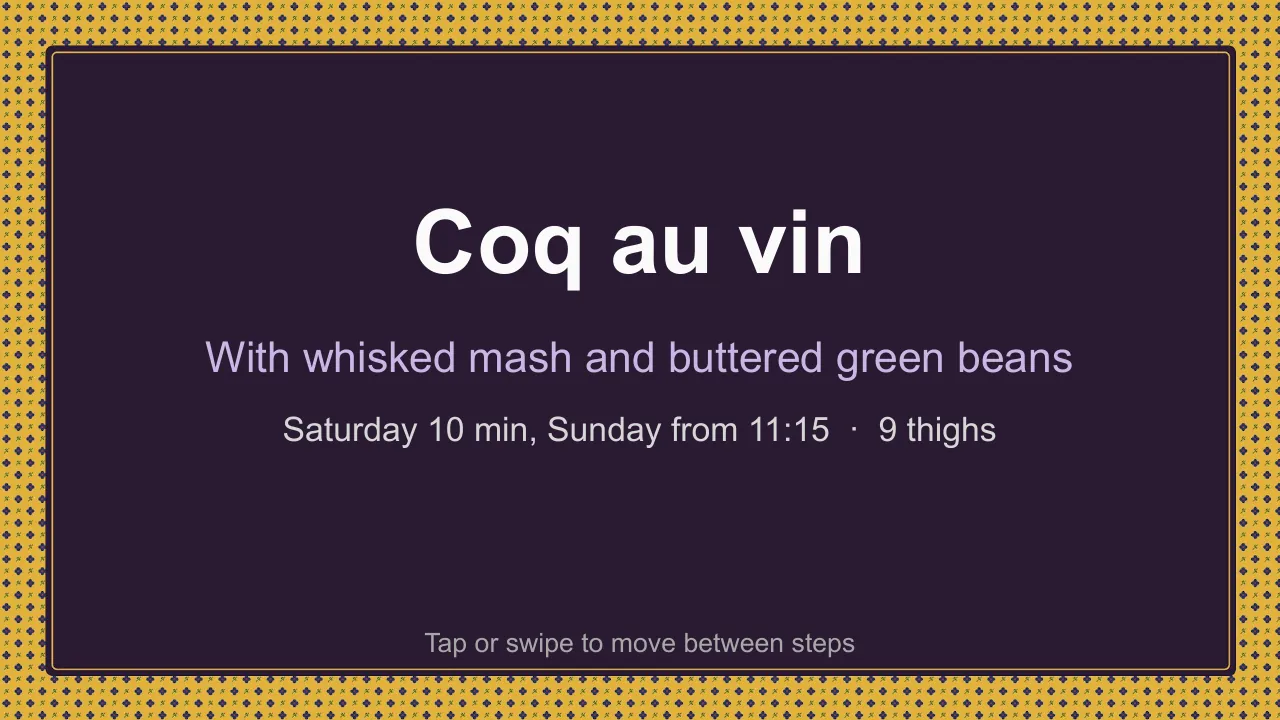 Coq au vin
With whisked mash and buttered green beans
Saturday 10 min, Sunday from 11:15 · 9 thighs
Tap or swipe to move between steps